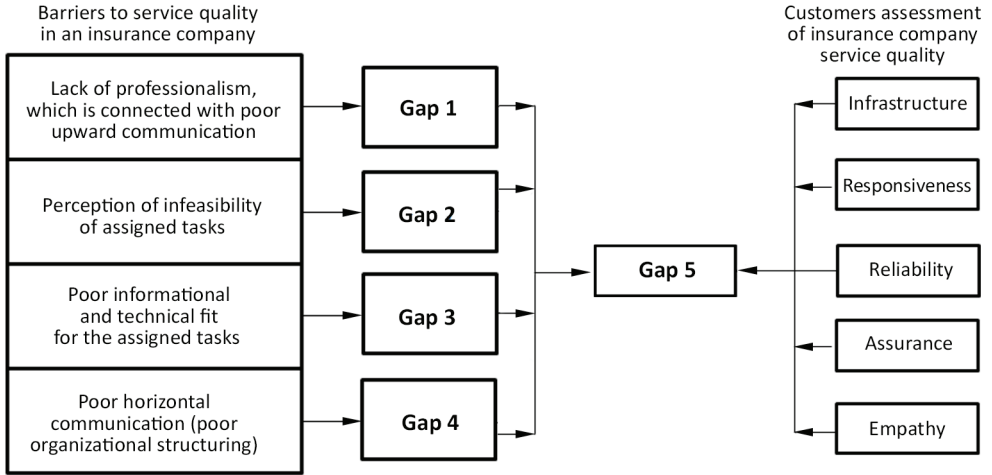 Barriers to service quality
in an insurance company
Customers assessment
of insurance company
service quality
Lack of professionalism,
which is connected with poor
upward communication
Gap 1
Infrastructure
Perception of infeasibility
of assigned tasks
Gap 2
Responsiveness
Gap 5
Reliability
Poor informational
and technical fit
for the assigned tasks
Gap 3
Assurance
Poor horizontal
communication (poor
organizational structuring)
Gap 4
Empathy